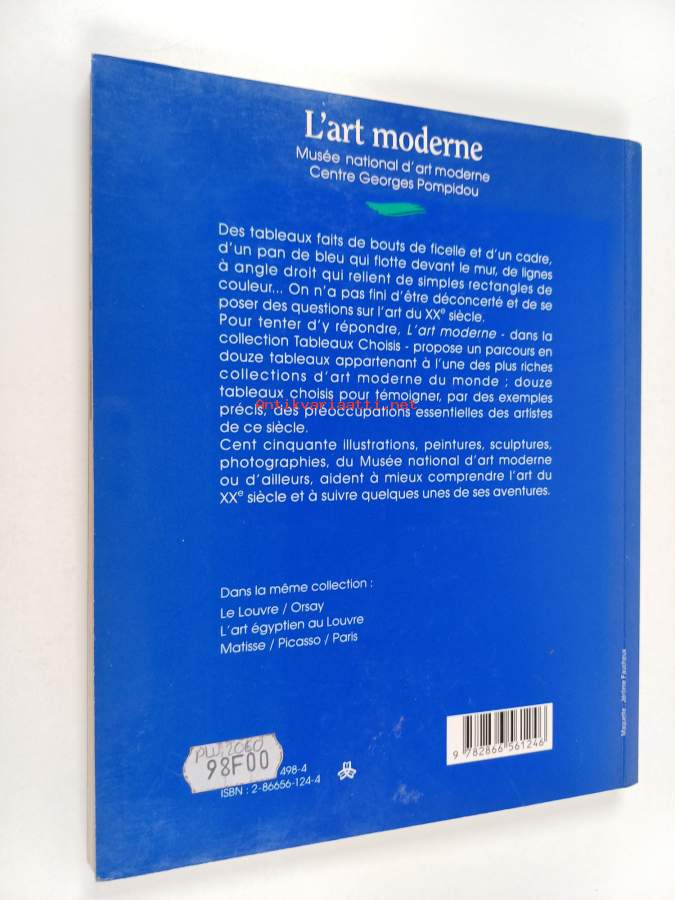 L'art moderne
Musée national d'art moderne
Centre Georges Pompidou
Des tableaux faits de bouts de ficelle et d'un cadre,
d'un pan de bleu qui flotte devant le mur, de lignes
à angle droit qui relient de simples rectangles de
couleur... On n'a pas fini d'être déconcerté et de se
poser des questions sur l'art du XXe siècle.
Pour tenter d'y répondre, L'art moderne - dans la
collection Tableaux Choisis - propose un parcours en
douze tableaux appartenant à l'une des plus riches
collections d'art moderne du monde ; douze
tableaux choisis pour témoigner, par des exemples
Antikvariaatti.net
précis, des préoccupations essentielles des artistes
de ce siècle.
Cent cinquante illustrations, peintures, sculptures,
photographies, du Musée national d'art moderne
ou d'ailleurs, aident à mieux comprendre l'art du
XXe siècle et à suivre quelques unes de ses aventures.
Dans la même collection :
Le Louvre / Orsay
L'art égyptien au Louvre
Matisse / Picasso / Paris
Maquette : Jérôme Faucheux
9 782866 561246
PLU 2060
98F00
498-4
ISBN : 2-86656-124-4